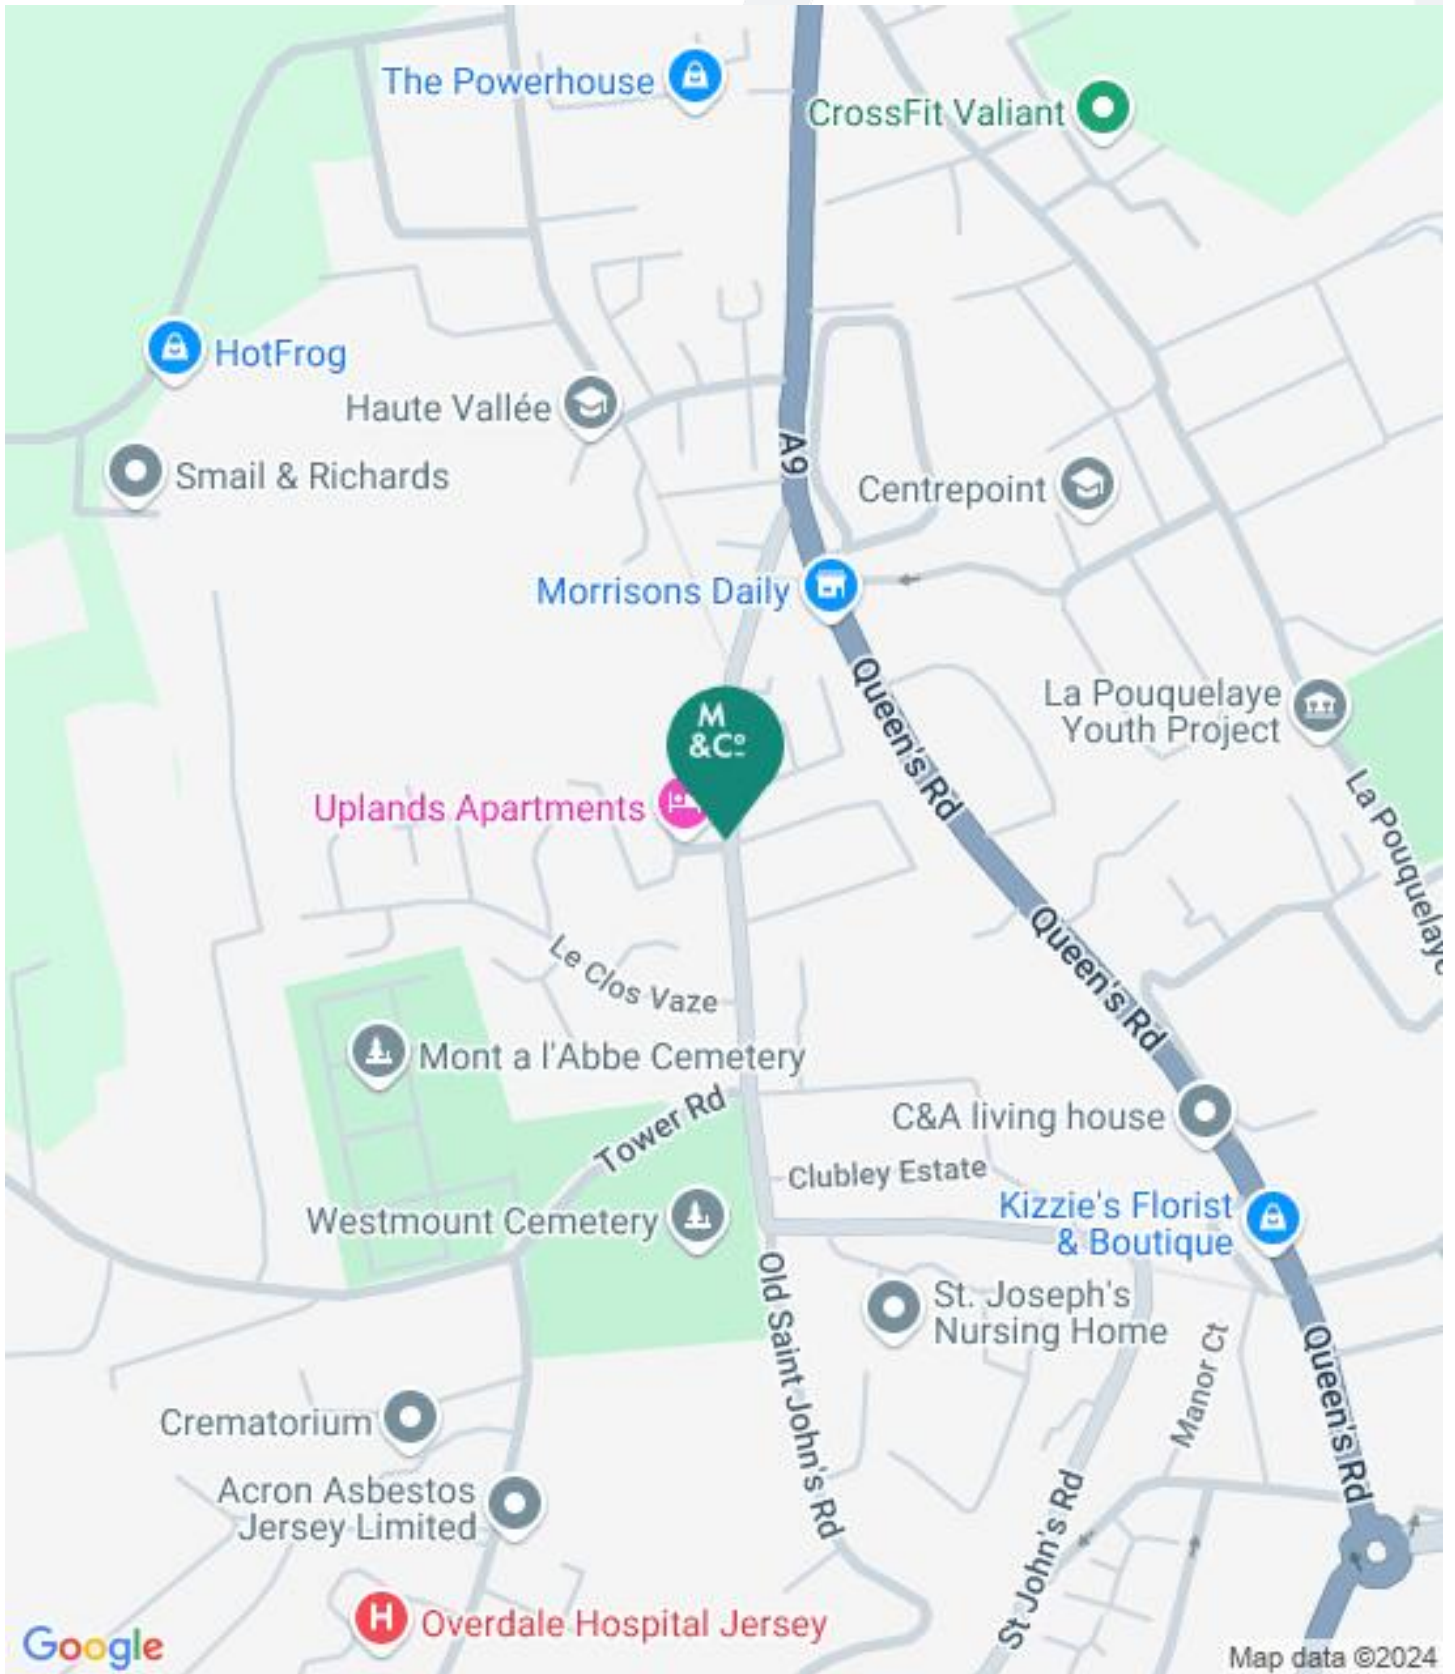 The Powerhouse
CrossFit Valiant
HotFrog
Haute Vallée
A9
Smail & Richards
Centrepoint
Morrisons Daily
Queen's Rd
La Pouquelaye
Youth Project
M
&Cº
Uplands Apartments
La Pouquelaye
Le Clos Vaze
Queen's Rd
Mont a l'Abbe Cemetery
Tower Rd
C&A living house
Clubley Estate
Westmount Cemetery
Kizzie's Florist
& Boutique
Old Saint John's Rd
St. Joseph's
Nursing Home
Manor Ct
Queen's Rd
Crematorium
Acron Asbestos
Jersey Limited
St John's Rd
H
Overdale Hospital Jersey
Google
Map data ©2024